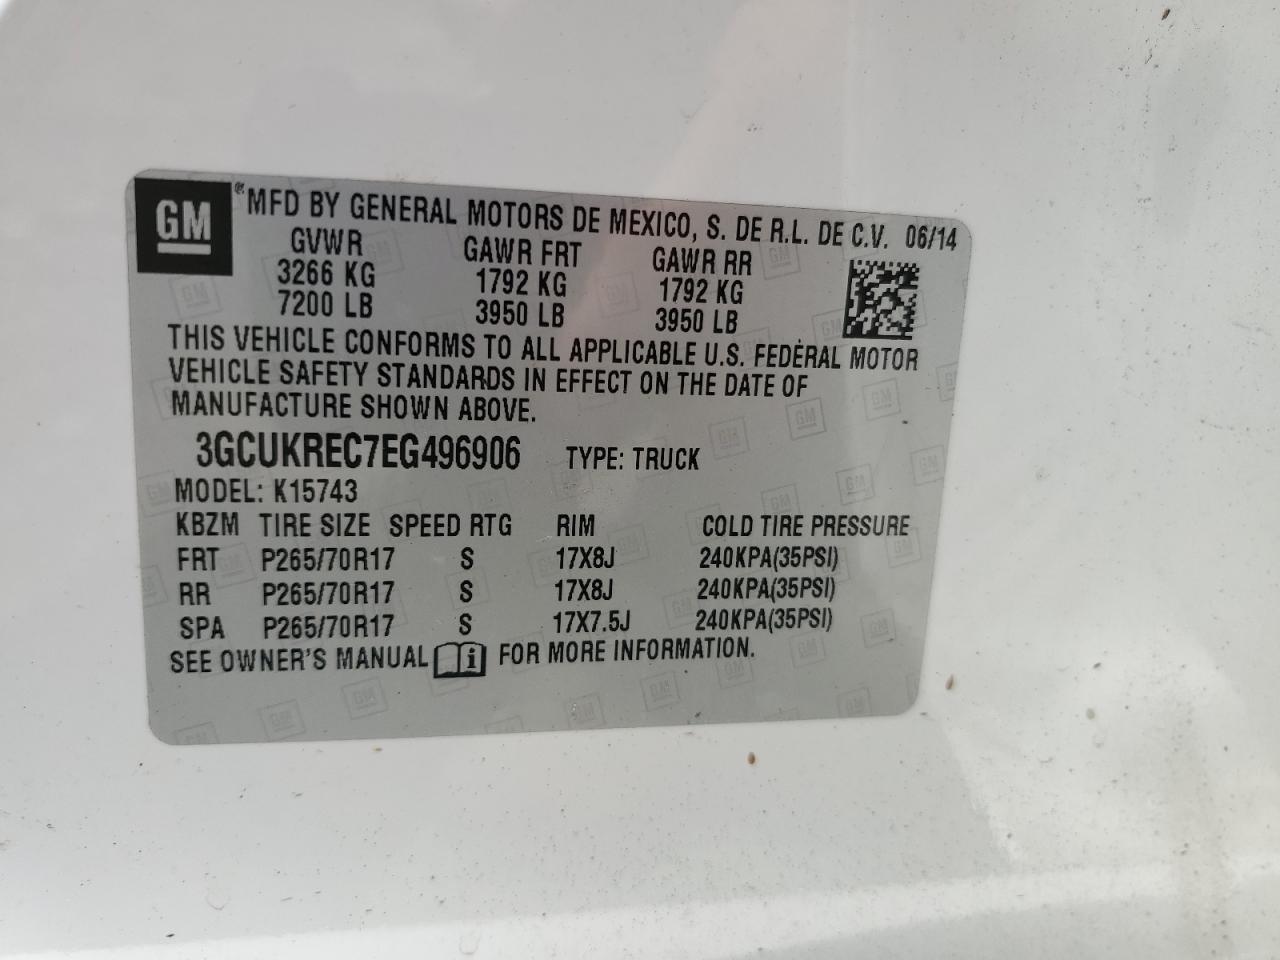 GM ® MFD BY GENERAL MOTORS DE MEXICO, S. DE R.L. DE C.V. 06/14
GVWR GAWR FRT GAWR RR
3266 KG 1792 KG 1792 KG
7200 LB 3950 LB 3950 LB
THIS VEHICLE CONFORMS TO ALL APPLICABLE U.S. FEDERAL MOTOR
VEHICLE SAFETY STANDARDS IN EFFECT ON THE DATE OF
MANUFACTURE SHOWN ABOVE.
3GCUKREC7EG496906 TYPE: TRUCK
MODEL: K15743
KBZM TIRE SIZE SPEED RTG RIM COLD TIRE PRESSURE
FRT P265/70R17 S 17X8J 240KPA(35PSI)
RR P265/70R17 S 17X8J 240KPA(35PSI)
SPA P265/70R17 S 17X7.5J 240KPA(35PSI)
SEE OWNER'S MANUAL i FOR MORE INFORMATION.